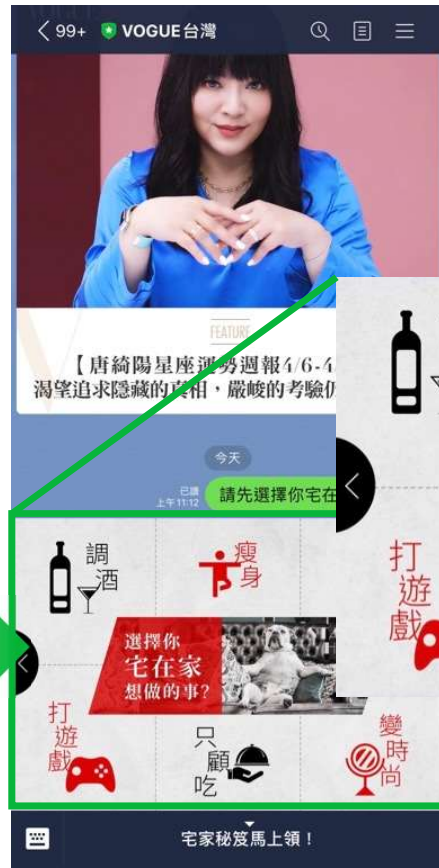 99+ VOGUE台灣
FEATURE
【唐綺陽星座運勢週報4/6-4
渴望追求隱藏的真相，嚴峻的考驗仍
今天
已讀
上午11:12
請先選擇你宅在
調酒
瘦身
選擇你
宅在家
想做的事?
打遊戲
只顧吃
變時尚
打遊戲
宅家秘笈馬上領！